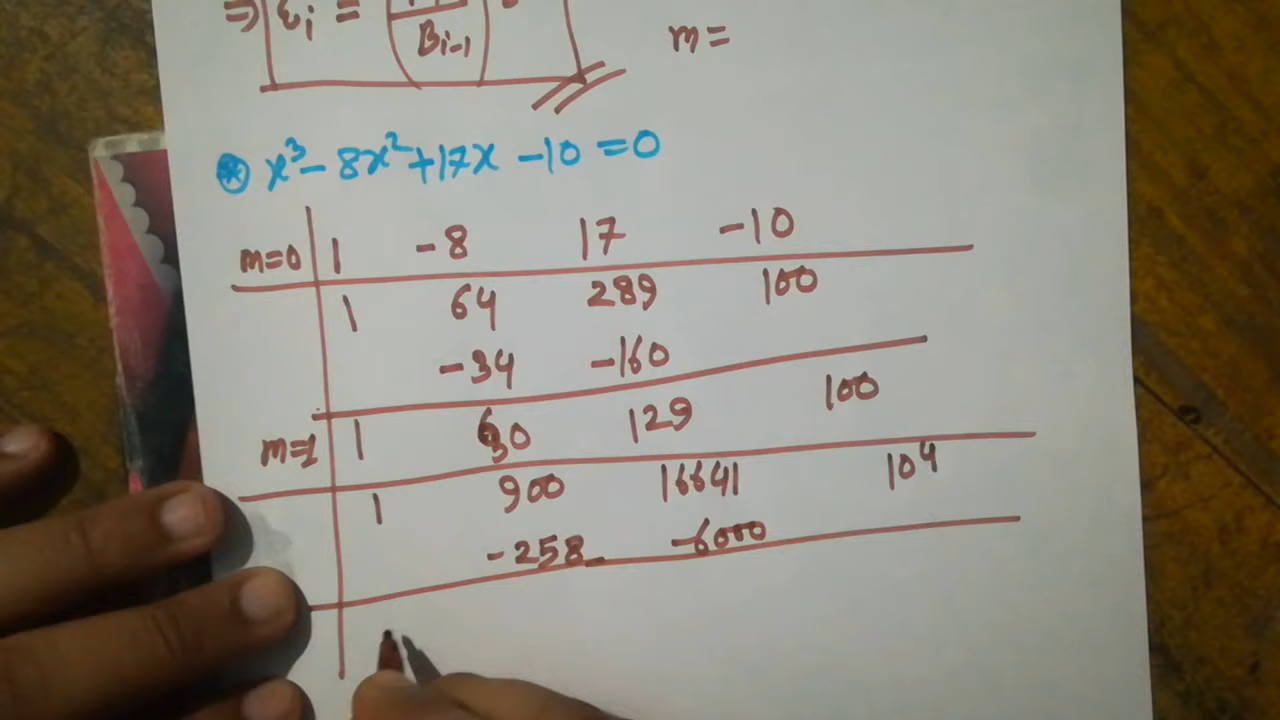 ⇒ εi =
Bi-1
m=
* x³ - 8x² + 17x - 10 = 0
m=0 1 -8 17 -10
1 64 289 100
-34 -160
m=1 1 30 129 100
1 900 16641 10⁴
-258 -6000